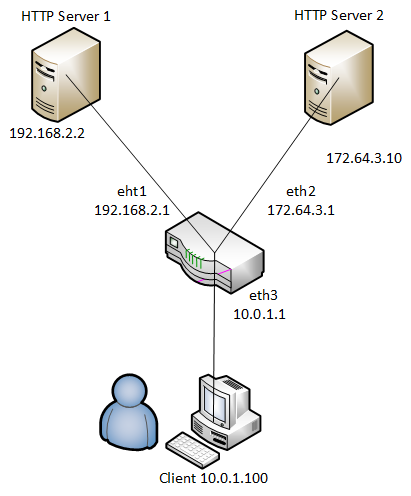 HTTP Server 1
HTTP Server 2
192.168.2.2
172.64.3.10
eht1
192.168.2.1
eth2
172.64.3.1
eth3
10.0.1.1
Client 10.0.1.100